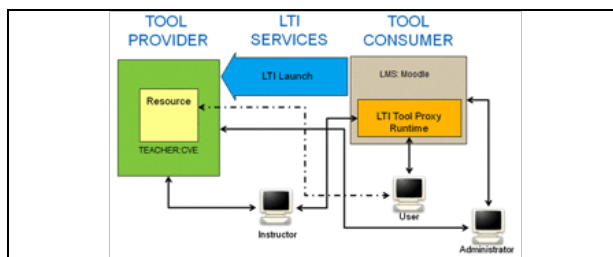 TOOL
PROVIDER
LTI
SERVICES
TOOL
CONSUMER
LTI Launch
LMS: Moodle
Resource
LTI Tool Proxy
Runtime
TEACHER:CVE
Instructor
User
Administrator